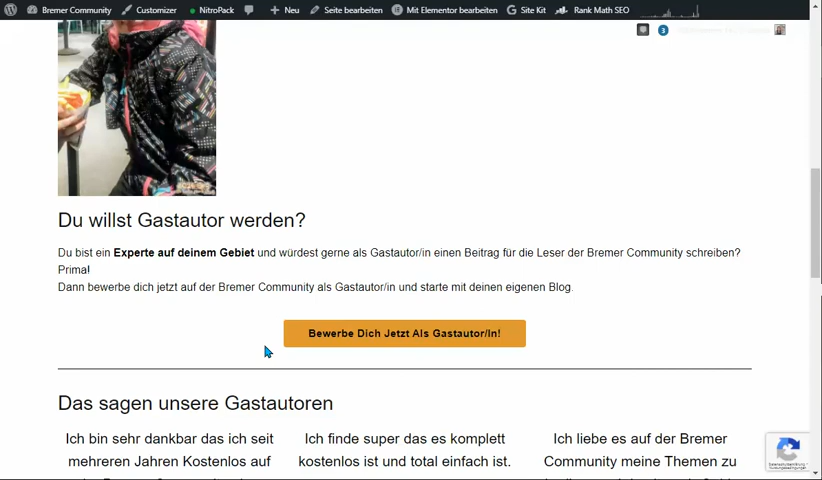 Bremer Community Customizer NitroPack Neu Seite bearbeiten Mit Elementor bearbeiten Site Kit Rank Math SEO
3
Du willst Gastautor werden?
Du bist ein Experte auf deinem Gebiet und würdest gerne als Gastautor/in einen Beitrag für die Leser der Bremer Community schreiben?
Prima!
Dann bewerbe dich jetzt auf der Bremer Community als Gastautor/in und starte mit deinen eigenen Blog.
Bewerbe Dich Jetzt Als Gastautor/In!
Das sagen unsere Gastautoren
Ich bin sehr dankbar das ich seit
mehreren Jahren Kostenlos auf
Ich finde super das es komplett
kostenlos ist und total einfach ist.
Ich liebe es auf der Bremer
Community meine Themen zu